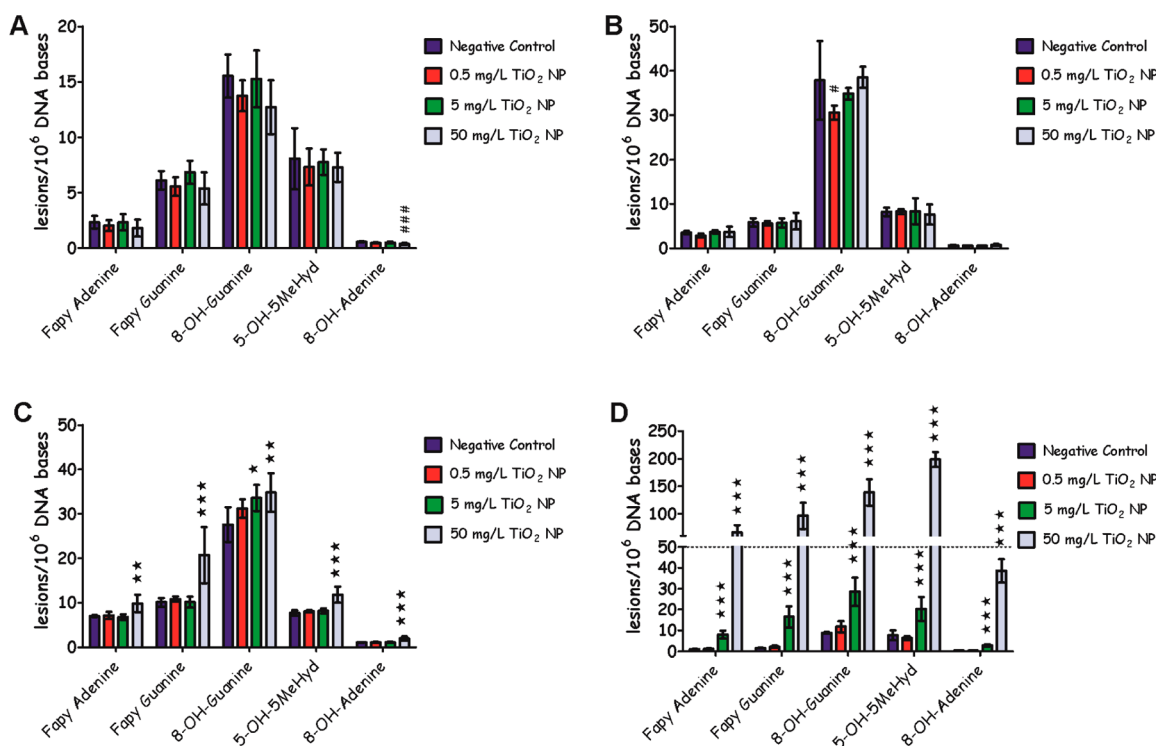 A
lesions/10⁶ DNA bases
20
15
10
5
0
###
Fapy Adenine
Fapy Guanine
8-OH-Guanine
5-OH-5MeHyd
8-OH-Adenine
Negative Control
0.5 mg/L TiO₂ NP
5 mg/L TiO₂ NP
50 mg/L TiO₂ NP
B
lesions/10⁶ DNA bases
50
40
30
20
10
0
#
Fapy Adenine
Fapy Guanine
8-OH-Guanine
5-OH-5MeHyd
8-OH-Adenine
Negative Control
0.5 mg/L TiO₂ NP
5 mg/L TiO₂ NP
50 mg/L TiO₂ NP
C
lesions/10⁶ DNA bases
50
40
30
20
10
0
★★
★★★
★
★★
★★★
★★★
Fapy Adenine
Fapy Guanine
8-OH-Guanine
5-OH-5MeHyd
8-OH-Adenine
Negative Control
0.5 mg/L TiO₂ NP
5 mg/L TiO₂ NP
50 mg/L TiO₂ NP
D
lesions/10⁶ DNA bases
250
200
150
100
50
40
30
20
10
0
★★★
★★★
★★★
★★★
★★★
★★★
★★★
★★★
★★★
★★★
Fapy Adenine
Fapy Guanine
8-OH-Guanine
5-OH-5MeHyd
8-OH-Adenine
Negative Control
0.5 mg/L TiO₂ NP
5 mg/L TiO₂ NP
50 mg/L TiO₂ NP